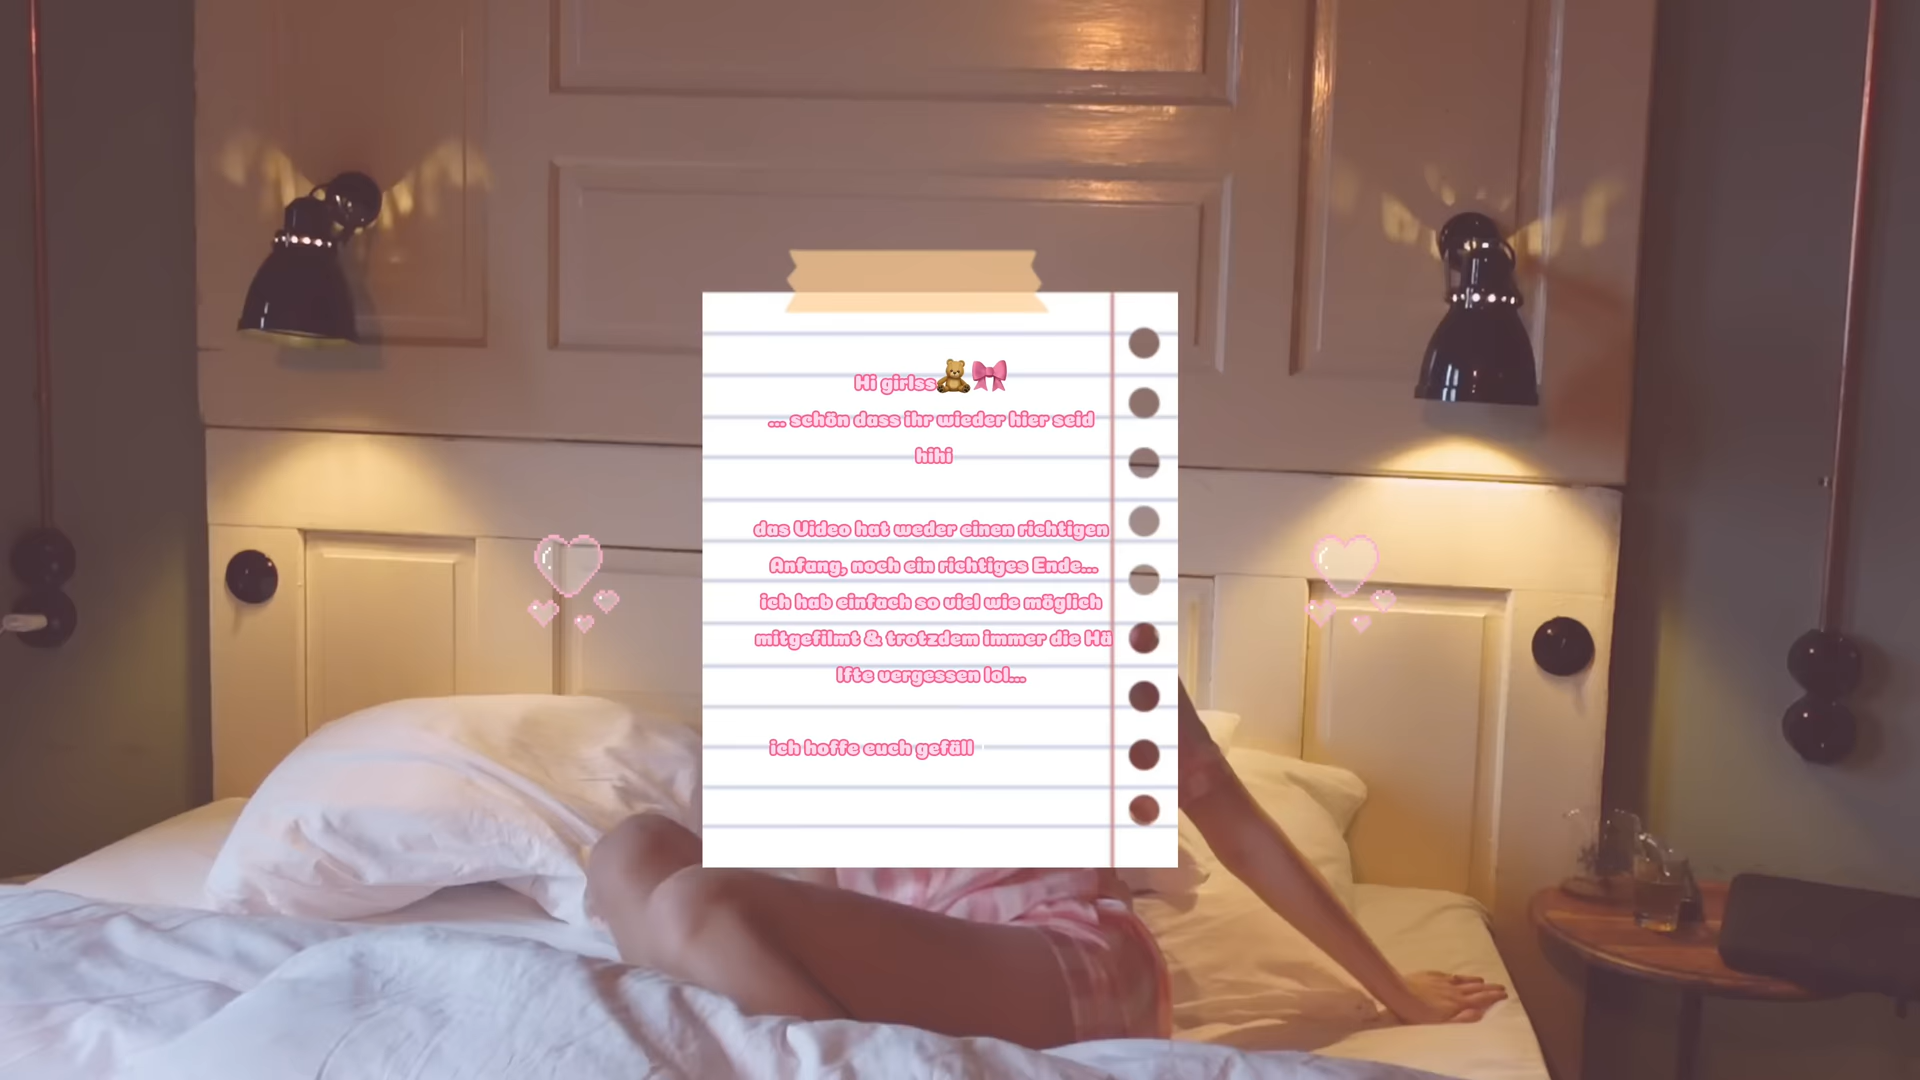 Hi girlss🧸🎀
... schön dass ihr wieder hier seid
hihi
das Video hat weder einen richtigen
Anfang, noch ein richtiges Ende...
ich hab einfach so viel wie möglich
mitgefilmt & trotzdem immer die Hä
lfte vergessen lol...
ich hoffe euch gefäll